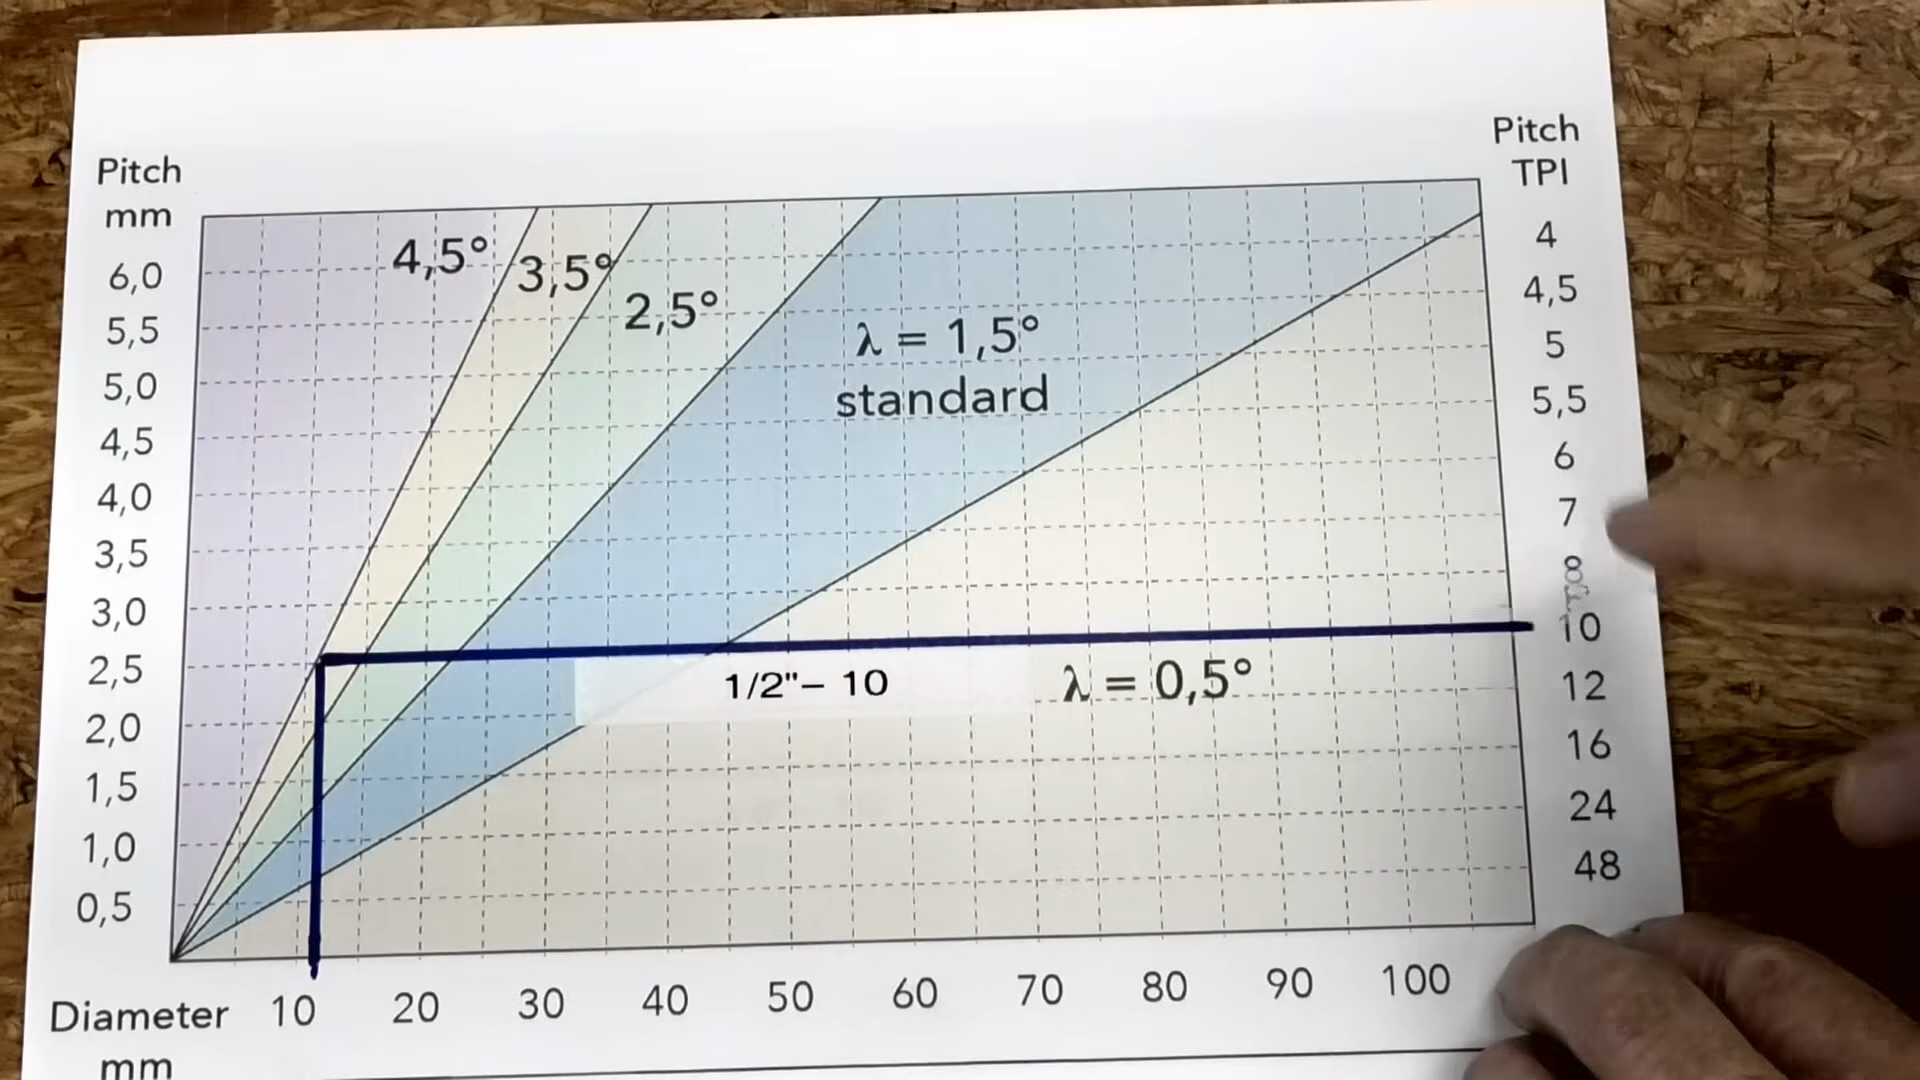 Pitch
mm
6,0
5,5
5,0
4,5
4,0
3,5
3,0
2,5
2,0
1,5
1,0
0,5
4,5°
3,5°
2,5°
λ = 1,5°
standard
1/2"– 10
λ = 0,5°
Pitch
TPI
4
4,5
5
5,5
6
7
8
10
12
16
24
48
Diameter
mm
10 20 30 40 50 60 70 80 90 100